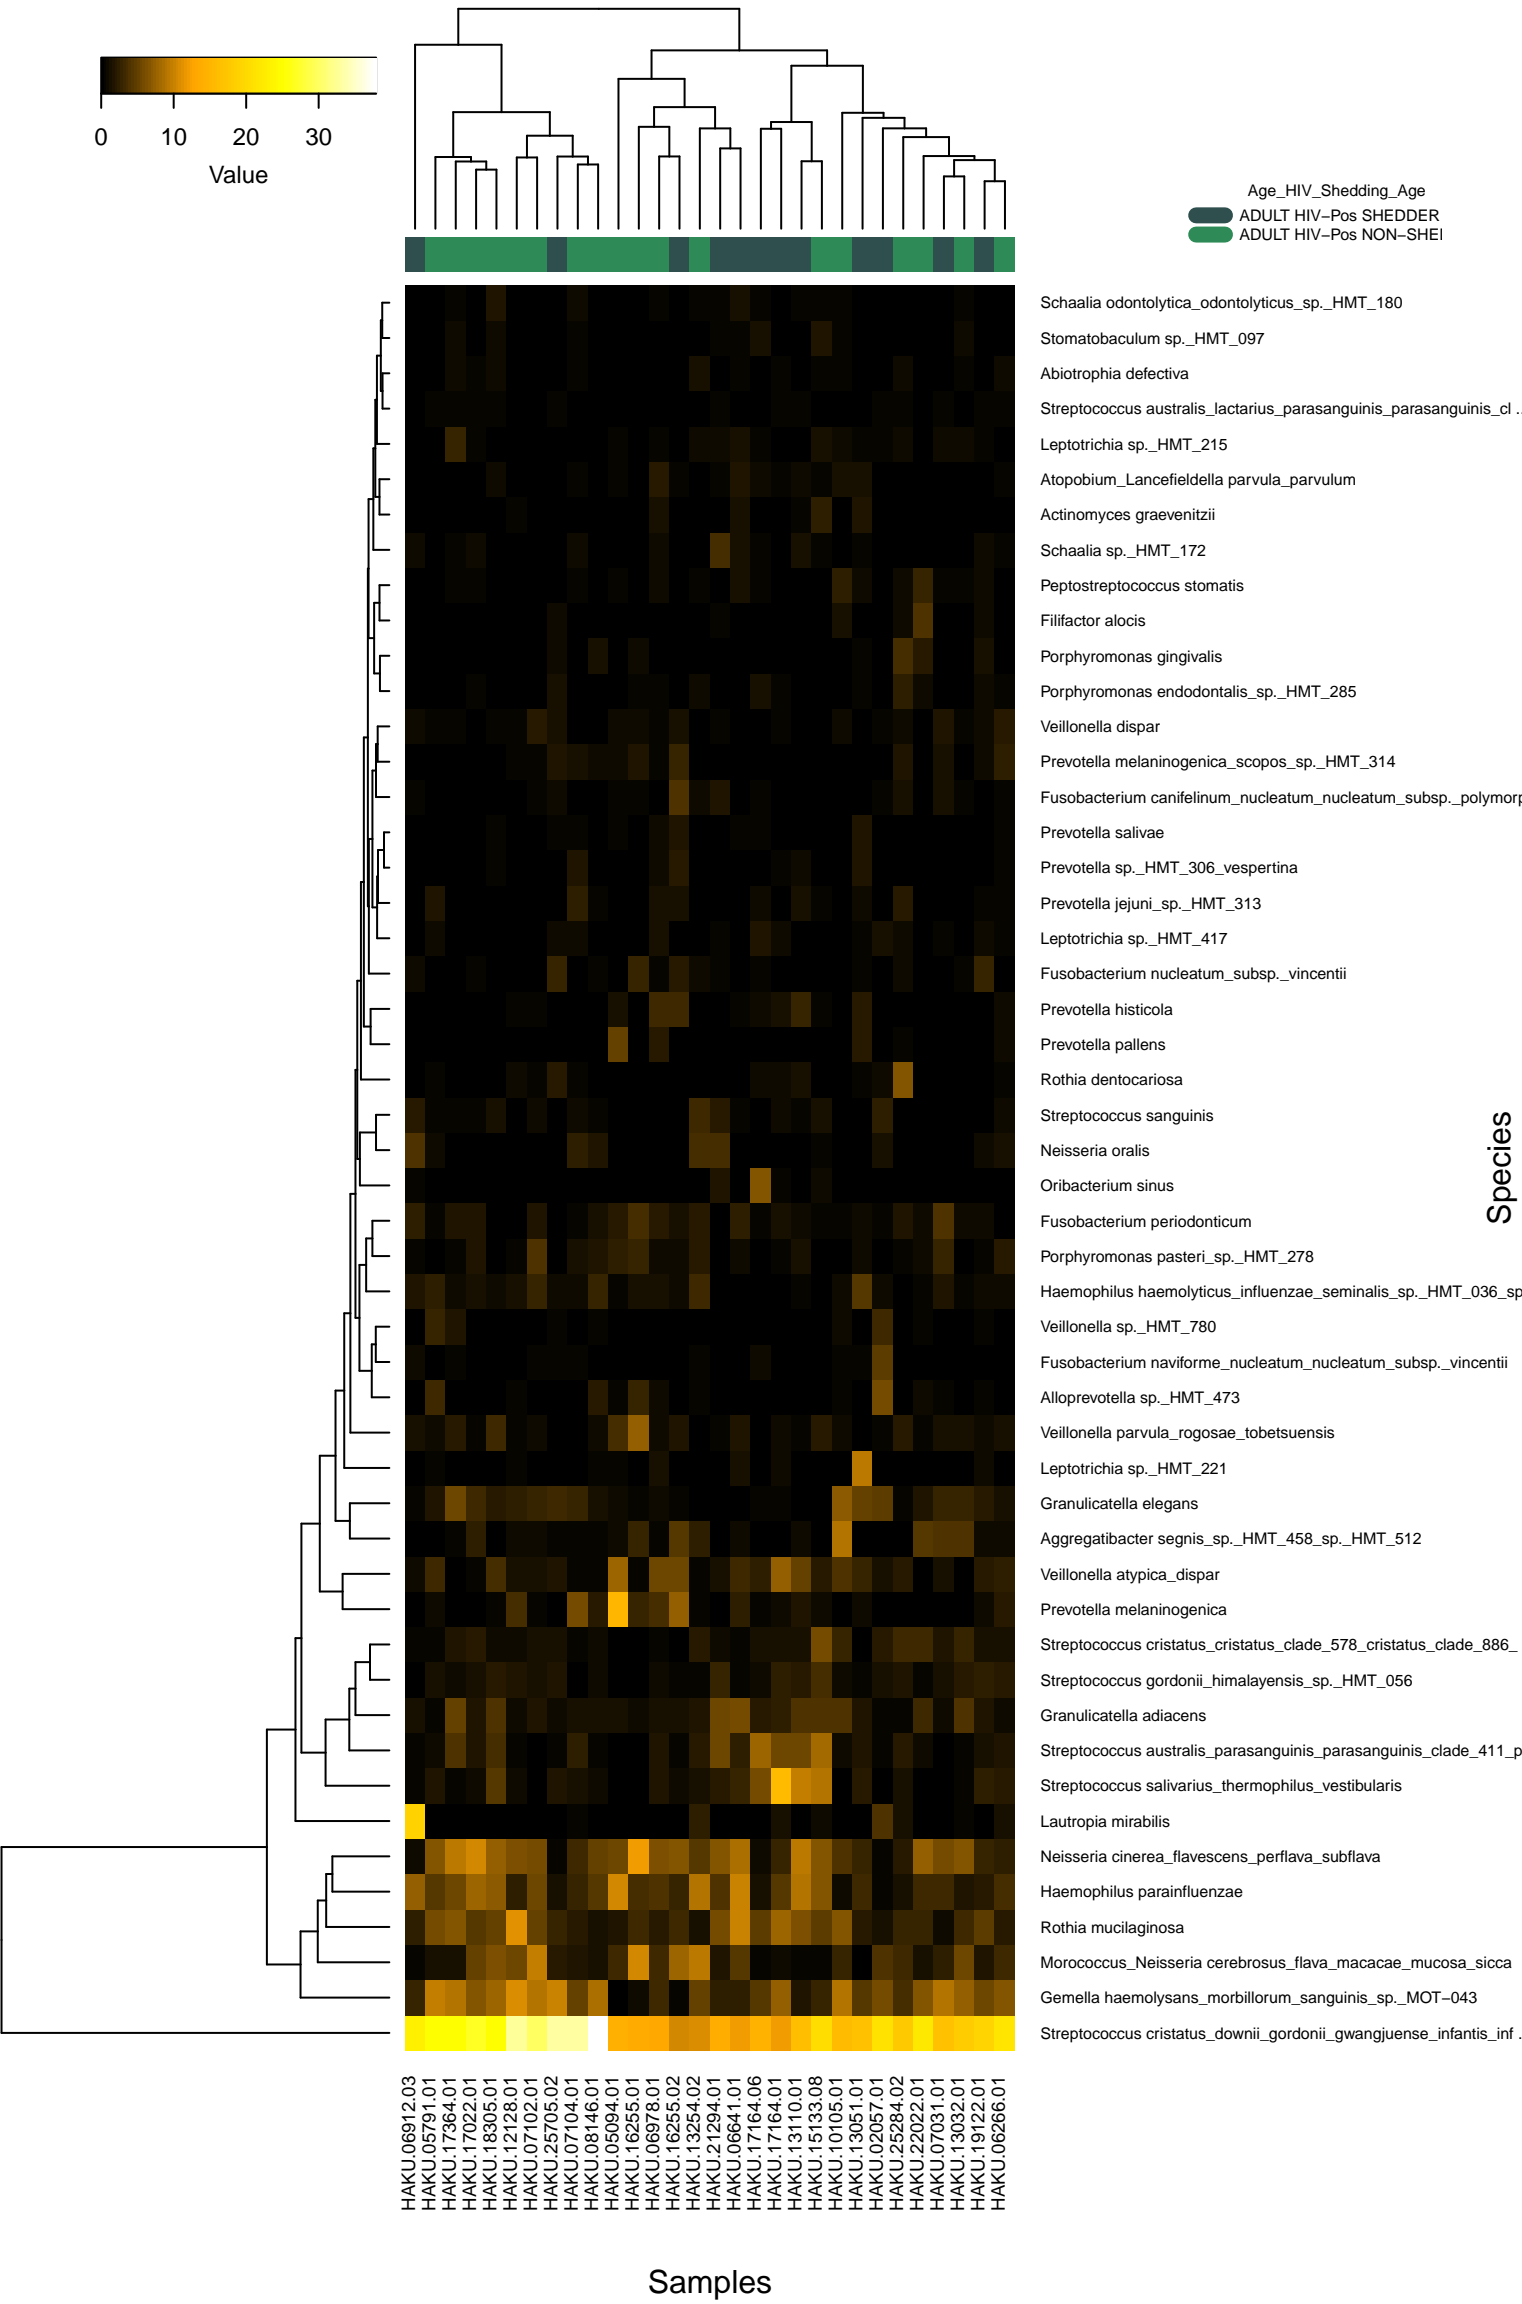 0 10 20 30
Value
Age_HIV_Shedding_Age
ADULT HIV−Pos SHEDDER
ADULT HIV−Pos NON−SHEI
Schaalia odontolytica_odontolyticus_sp._HMT_180
Stomatobaculum sp._HMT_097
Abiotrophia defectiva
Streptococcus australis_lactarius_parasanguinis_parasanguinis_cl .
Leptotrichia sp._HMT_215
Atopobium_Lancefieldella parvula_parvulum
Actinomyces graevenitzii
Schaalia sp._HMT_172
Peptostreptococcus stomatis
Filifactor alocis
Porphyromonas gingivalis
Porphyromonas endodontalis_sp._HMT_285
Veillonella dispar
Prevotella melaninogenica_scopos_sp._HMT_314
Fusobacterium canifelinum_nucleatum_nucleatum_subsp._polymorp
Prevotella salivae
Prevotella sp._HMT_306_vespertina
Prevotella jejuni_sp._HMT_313
Leptotrichia sp._HMT_417
Fusobacterium nucleatum_subsp._vincentii
Prevotella histicola
Prevotella pallens
Rothia dentocariosa
Streptococcus sanguinis
Neisseria oralis
Oribacterium sinus
Fusobacterium periodonticum
Porphyromonas pasteri_sp._HMT_278
Haemophilus haemolyticus_influenzae_seminalis_sp._HMT_036_sp
Veillonella sp._HMT_780
Fusobacterium naviforme_nucleatum_nucleatum_subsp._vincentii
Alloprevotella sp._HMT_473
Veillonella parvula_rogosae_tobetsuensis
Leptotrichia sp._HMT_221
Granulicatella elegans
Aggregatibacter segnis_sp._HMT_458_sp._HMT_512
Veillonella atypica_dispar
Prevotella melaninogenica
Streptococcus cristatus_cristatus_clade_578_cristatus_clade_886_
Streptococcus gordonii_himalayensis_sp._HMT_056
Granulicatella adiacens
Streptococcus australis_parasanguinis_parasanguinis_clade_411_p
Streptococcus salivarius_thermophilus_vestibularis
Lautropia mirabilis
Neisseria cinerea_flavescens_perflava_subflava
Haemophilus parainfluenzae
Rothia mucilaginosa
Morococcus_Neisseria cerebrosus_flava_macacae_mucosa_sicca
Gemella haemolysans_morbillorum_sanguinis_sp._MOT−043
Streptococcus cristatus_downii_gordonii_gwangjuense_infantis_inf .
Species
HAKU.06912.03
HAKU.05791.01
HAKU.17364.01
HAKU.17022.01
HAKU.18305.01
HAKU.12128.01
HAKU.07102.01
HAKU.25705.02
HAKU.07104.01
HAKU.08146.01
HAKU.05094.01
HAKU.16255.01
HAKU.06978.01
HAKU.16255.02
HAKU.13254.02
HAKU.21294.01
HAKU.06641.01
HAKU.17164.06
HAKU.17164.01
HAKU.13110.01
HAKU.15133.08
HAKU.10105.01
HAKU.13051.01
HAKU.02057.01
HAKU.25284.02
HAKU.22022.01
HAKU.07031.01
HAKU.13032.01
HAKU.19122.01
HAKU.06266.01
Samples